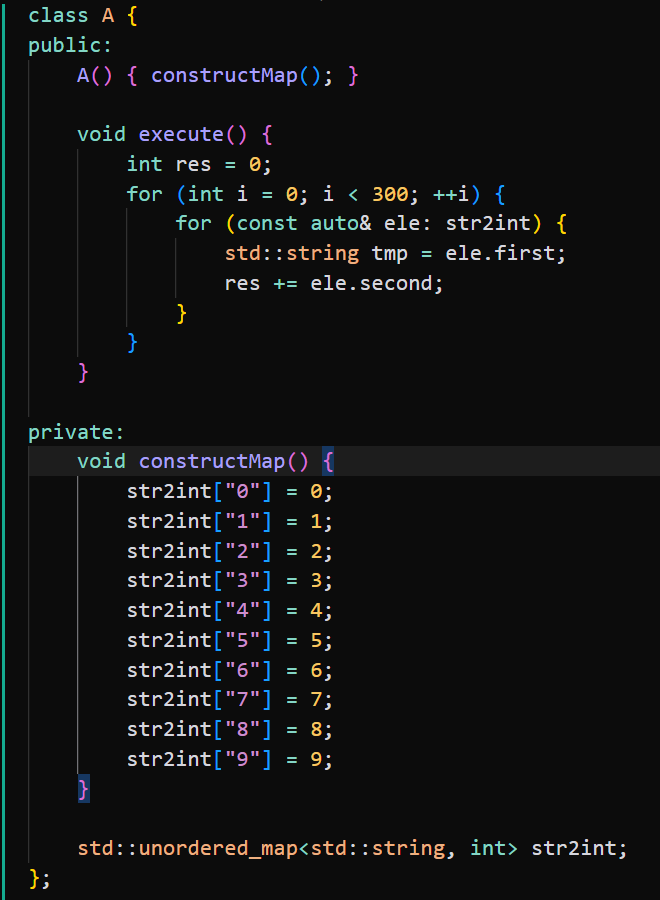 class A {
public:
    A() { constructMap(); }

    void execute() {
        int res = 0;
        for (int i = 0; i < 300; ++i) {
            for (const auto& ele: str2int) {
                std::string tmp = ele.first;
                res += ele.second;
            }
        }
    }

private:
    void constructMap() {
        str2int["0"] = 0;
        str2int["1"] = 1;
        str2int["2"] = 2;
        str2int["3"] = 3;
        str2int["4"] = 4;
        str2int["5"] = 5;
        str2int["6"] = 6;
        str2int["7"] = 7;
        str2int["8"] = 8;
        str2int["9"] = 9;
    }

    std::unordered_map<std::string, int> str2int;
};